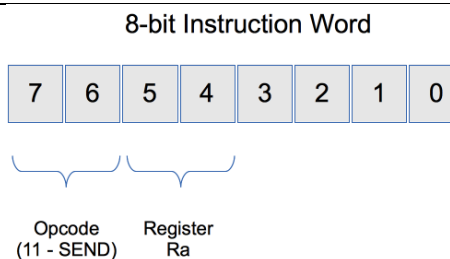 8-bit Instruction Word
7 6 5 4 3 2 1 0
Opcode Register
(11 - SEND) Ra